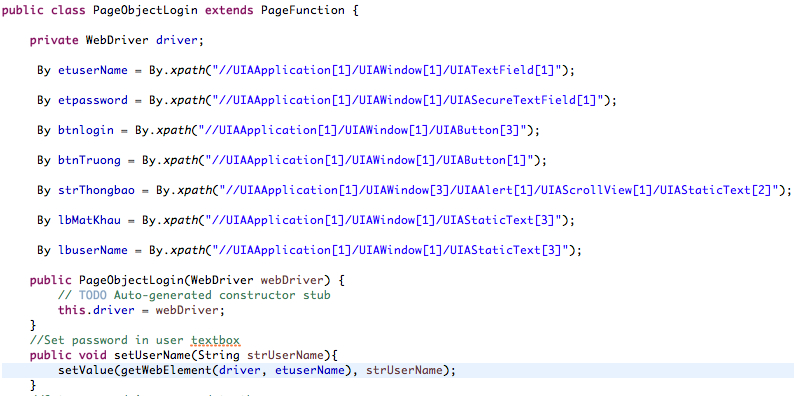 public class PageObjectLogin extends PageFunction {
private WebDriver driver;
By etuserName = By.xpath("//UIAApplication[1]/UIAWindow[1]/UIATextField[1]");
By etpassword = By.xpath("//UIAApplication[1]/UIAWindow[1]/UIASecureTextField[1]");
By btnlogin = By.xpath("//UIAApplication[1]/UIAWindow[1]/UIAButton[3]");
By btnTruong = By.xpath("//UIAApplication[1]/UIAWindow[1]/UIAButton[1]");
By strThongbao = By.xpath("//UIAApplication[1]/UIAWindow[3]/UIAAlert[1]/UIAScrollView[1]/UIAStaticText[2]");
By lbMatKhau = By.xpath("//UIAApplication[1]/UIAWindow[1]/UIAStaticText[3]");
By lbuserName = By.xpath("//UIAApplication[1]/UIAWindow[1]/UIAStaticText[3]");
public PageObjectLogin(WebDriver webDriver) {
// TODO Auto-generated constructor stub
this.driver = webDriver;
}
//Set password in user textbox
public void setUserName(String strUserName){
setValue(getWebElement(driver, etuserName), strUserName);
}